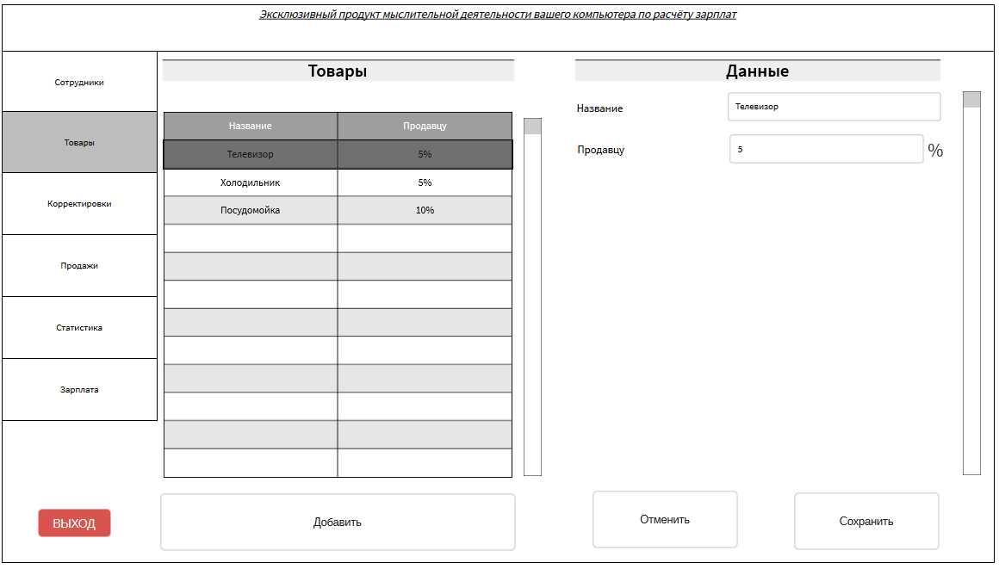 Эксклюзивный продукт мыслительной деятельности вашего компьютера по расчёту зарплат
Сотрудники
Товары
Корректировки
Продажи
Статистика
Зарплата
ВЫХОД
Товары
Название Продавцу
Телевизор 5%
Холодильник 5%
Посудомойка 10%
Добавить
Данные
Название Телевизор
Продавцу 5 %
Отменить Сохранить